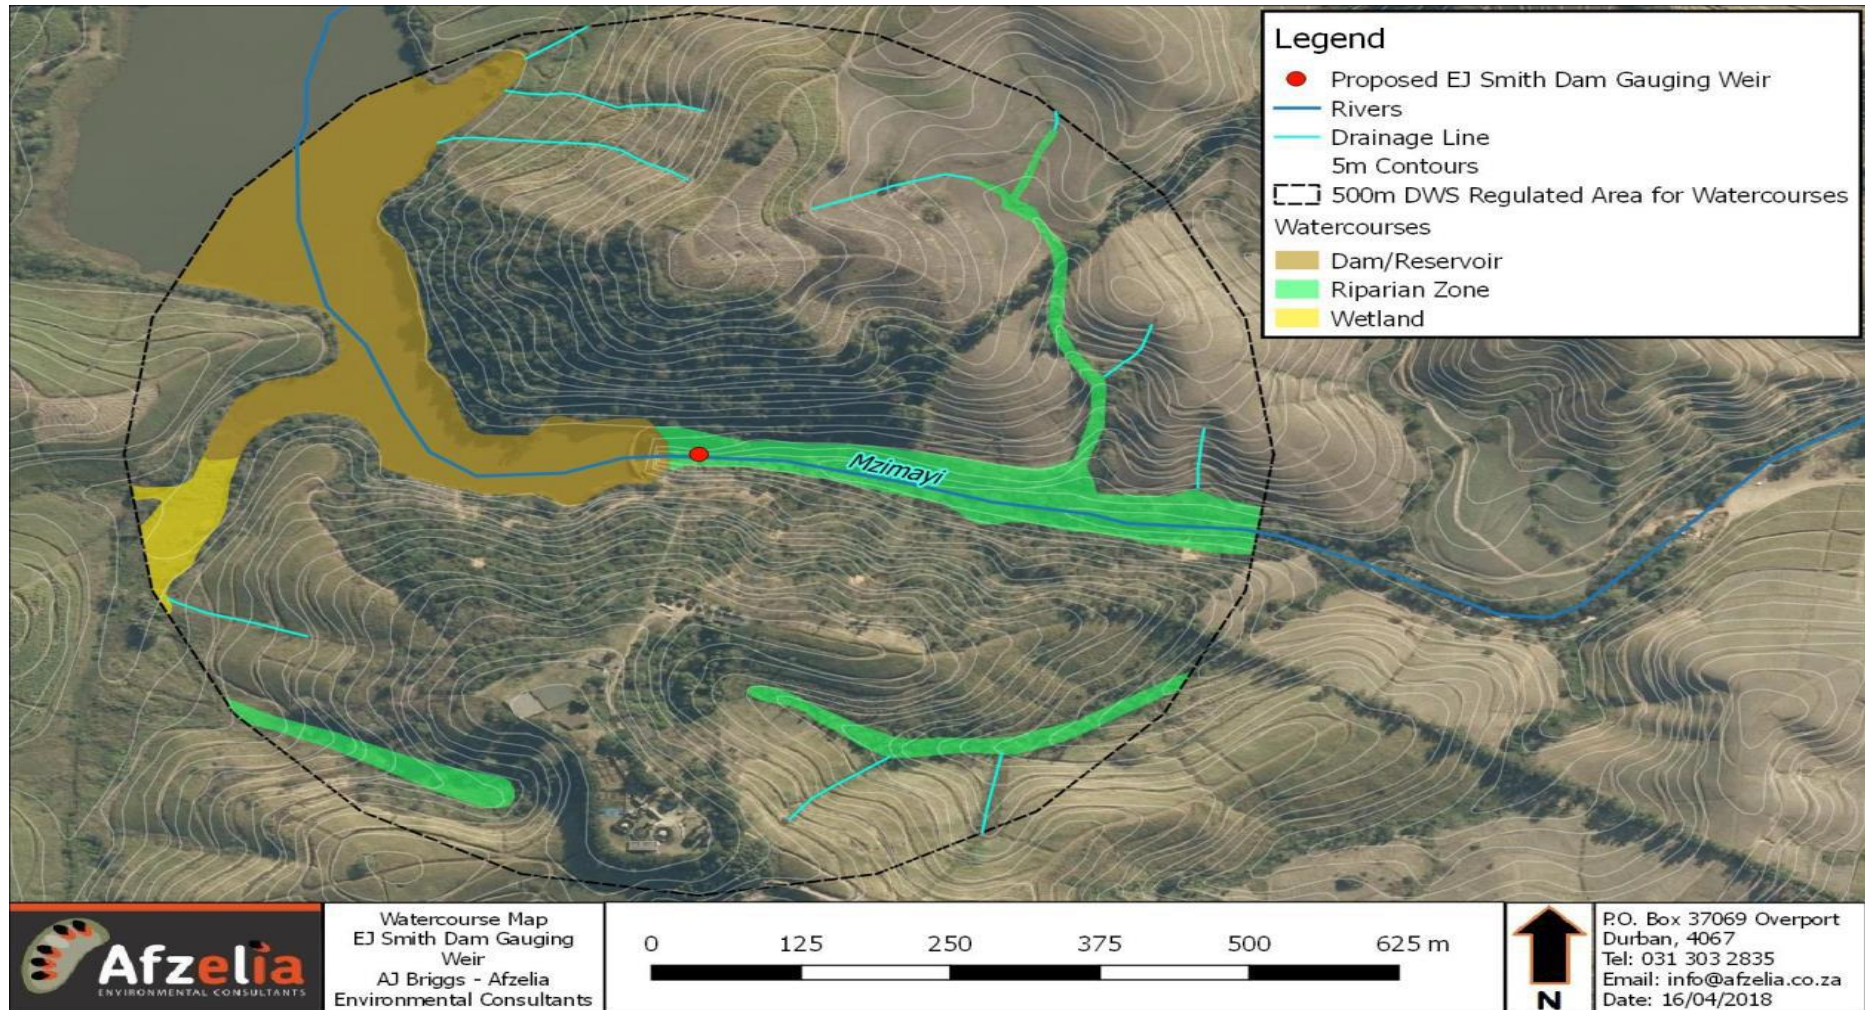 Legend
Proposed EJ Smith Dam Gauging Weir
Rivers
Drainage Line
5m Contours
500m DWS Regulated Area for Watercourses
Watercourses
Dam/Reservoir
Riparian Zone
Wetland
Mzimayi
Afzelia
ENVIRONMENTAL CONSULTANTS
Watercourse Map
EJ Smith Dam Gauging
Weir
AJ Briggs - Afzelia
Environmental Consultants
0 125 250 375 500 625 m
N
P.O. Box 37069 Overport
Durban, 4067
Tel: 031 303 2835
Email: info@afzelia.co.za
Date: 16/04/2018